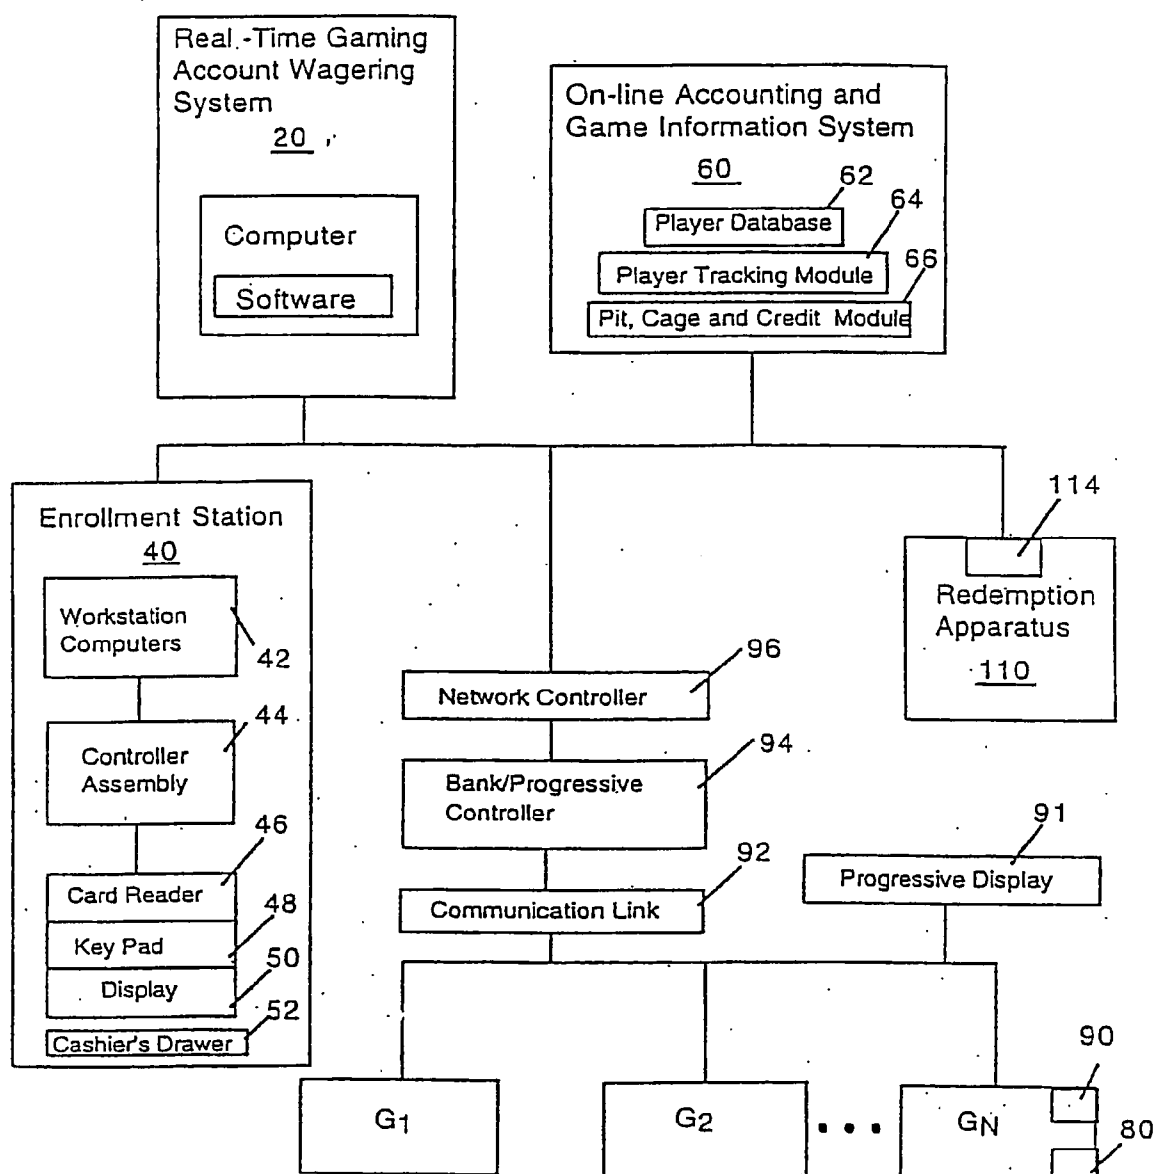 Real.-Time Gaming
Account Wagering
System
20
Computer
Software
On-line Accounting and
Game Information System
60
62
Player Database
64
Player Tracking Module
66
Pit, Cage and Credit Module
Enrollment Station
40
Workstation
Computers
42
44
Controller
Assembly
46
Card Reader
48
Key Pad
50
Display
52
Cashier's Drawer
114
Redemption
Apparatus
110
96
Network Controller
94
Bank/Progressive
Controller
92
Communication Link
91
Progressive Display
G1
G2
GN
90
80